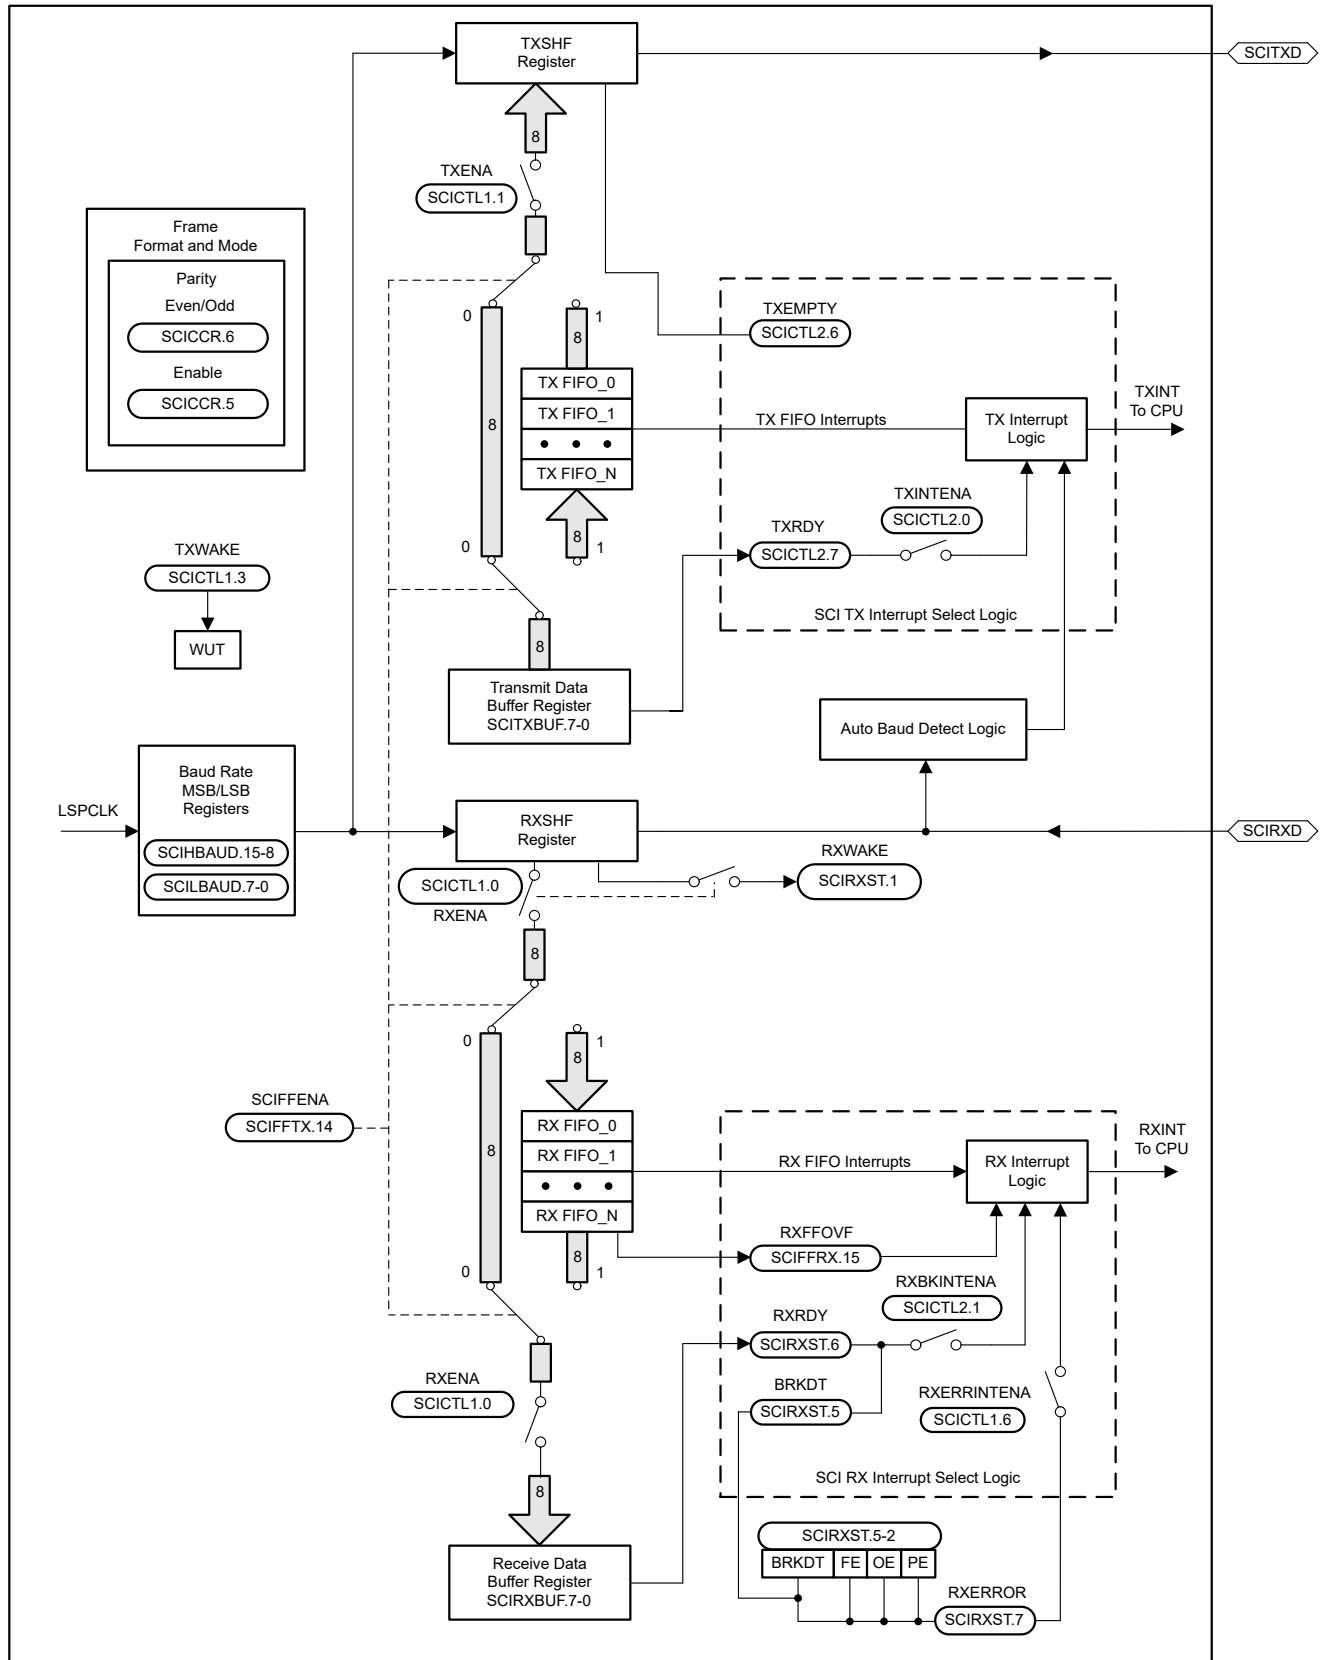 TXSHF
Register
SCITXD
8
TXENA
SCICTL1.1
Frame
Format and Mode
Parity
Even/Odd
SCICCR.6
Enable
SCICCR.5
0
1
8
8
TX FIFO_0
TX FIFO_1
• • •
TX FIFO_N
8
0
1
TXEMPTY
SCICTL2.6
TX FIFO Interrupts
TX Interrupt
Logic
TXINT
To CPU
TXINTENA
SCICTL2.0
TXRDY
SCICTL2.7
SCI TX Interrupt Select Logic
TXWAKE
SCICTL1.3
WUT
8
Transmit Data
Buffer Register
SCITXBUF.7-0
Auto Baud Detect Logic
LSPCLK
Baud Rate
MSB/LSB
Registers
SCIHBAUD.15-8
SCILBAUD.7-0
RXSHF
Register
SCIRXD
RXWAKE
SCIRXST.1
SCICTL1.0
RXENA
8
0
1
8
8
SCIFFENA
SCIFFTX.14
RX FIFO_0
RX FIFO_1
• • •
RX FIFO_N
8
0
1
RX FIFO Interrupts
RX Interrupt
Logic
RXINT
To CPU
RXFFOVF
SCIFFRX.15
RXBKINTENA
SCICTL2.1
RXRDY
SCIRXST.6
BRKDT
SCIRXST.5
RXERRINTENA
SCICTL1.6
SCI RX Interrupt Select Logic
RXENA
SCICTL1.0
8
Receive Data
Buffer Register
SCIRXBUF.7-0
SCIRXST.5-2
BRKDT FE OE PE
RXERROR
SCIRXST.7